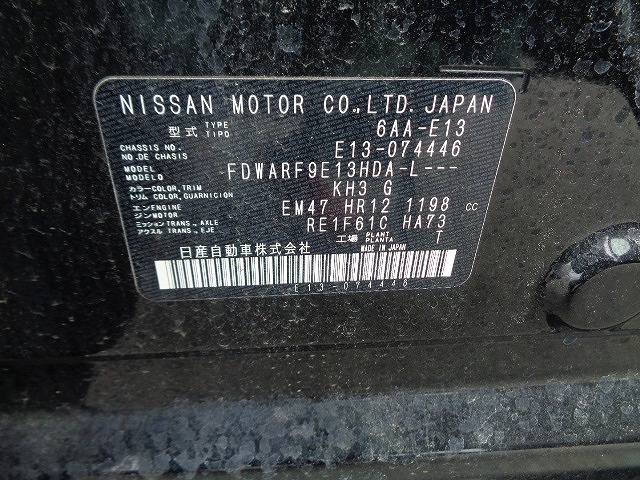 NISSAN MOTOR CO.,LTD. JAPAN
型式 TYPE TIPO 6AA-E13
CHASSIS NO. NO.DE CHASIS E13-074446
MODEL MODELO FDWARF9E13HDA-L---
カラー COLOR,TRIM トリム COLOR,GUARNICION KH3 G
エンジン ENGINE MOTOR EM47 HR12 1198 cc
ミッション TRANS., AXLE アクスル TRANS., EJE RE1F61C HA73
工場 PLANT PLANTA T
日産自動車株式会社 MADE IN JAPAN
E13-074446